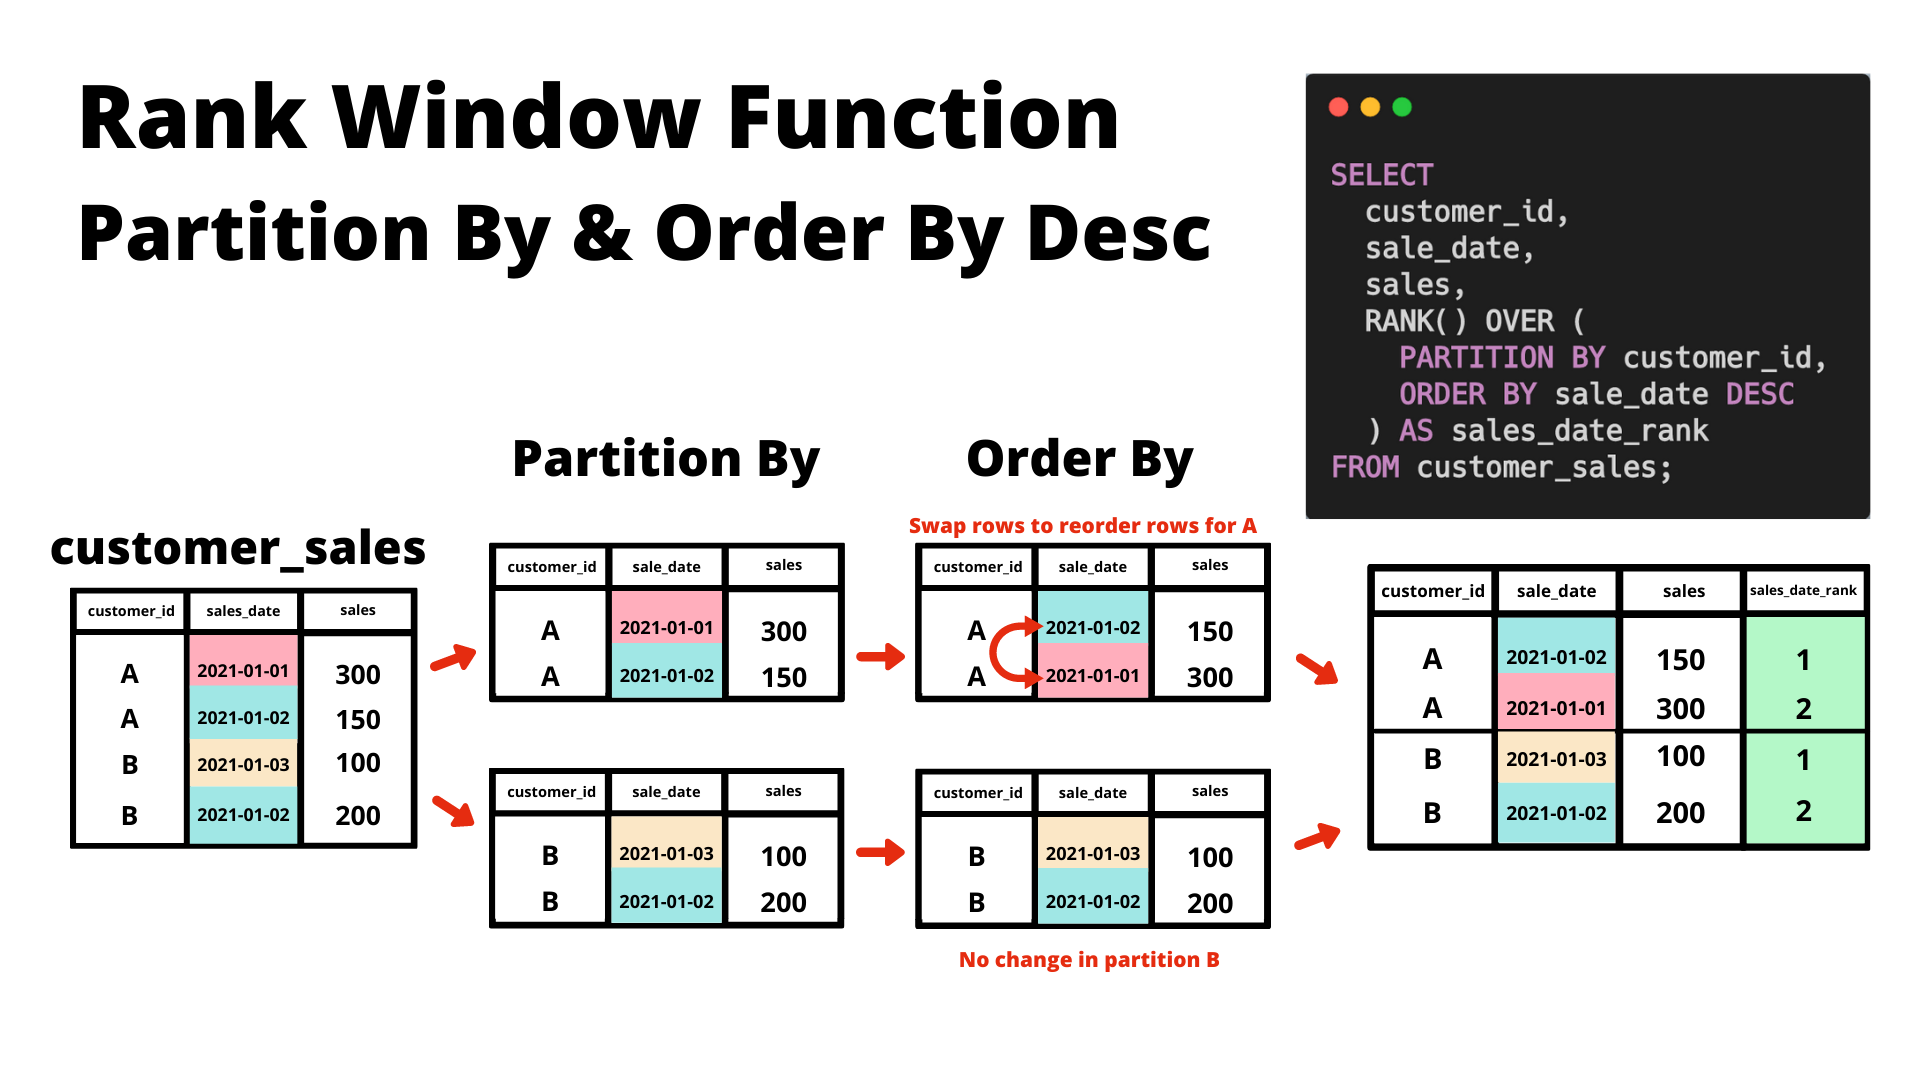 Rank Window Function
Partition By & Order By Desc
SELECT
customer_id,
sale_date,
sales,
RANK() OVER (
PARTITION BY customer_id,
ORDER BY sale_date DESC
) AS sales_date_rank
FROM customer_sales;
customer_sales
customer_id sales_date sales
A 2021-01-01 300
A 2021-01-02 150
B 2021-01-03 100
B 2021-01-02 200
Partition By
customer_id sale_date sales
A 2021-01-01 300
A 2021-01-02 150
customer_id sale_date sales
B 2021-01-03 100
B 2021-01-02 200
Order By
Swap rows to reorder rows for A
customer_id sale_date sales
A 2021-01-02 150
A 2021-01-01 300
customer_id sale_date sales
B 2021-01-03 100
B 2021-01-02 200
No change in partition B
customer_id sale_date sales sales_date_rank
A 2021-01-02 150 1
A 2021-01-01 300 2
B 2021-01-03 100 1
B 2021-01-02 200 2